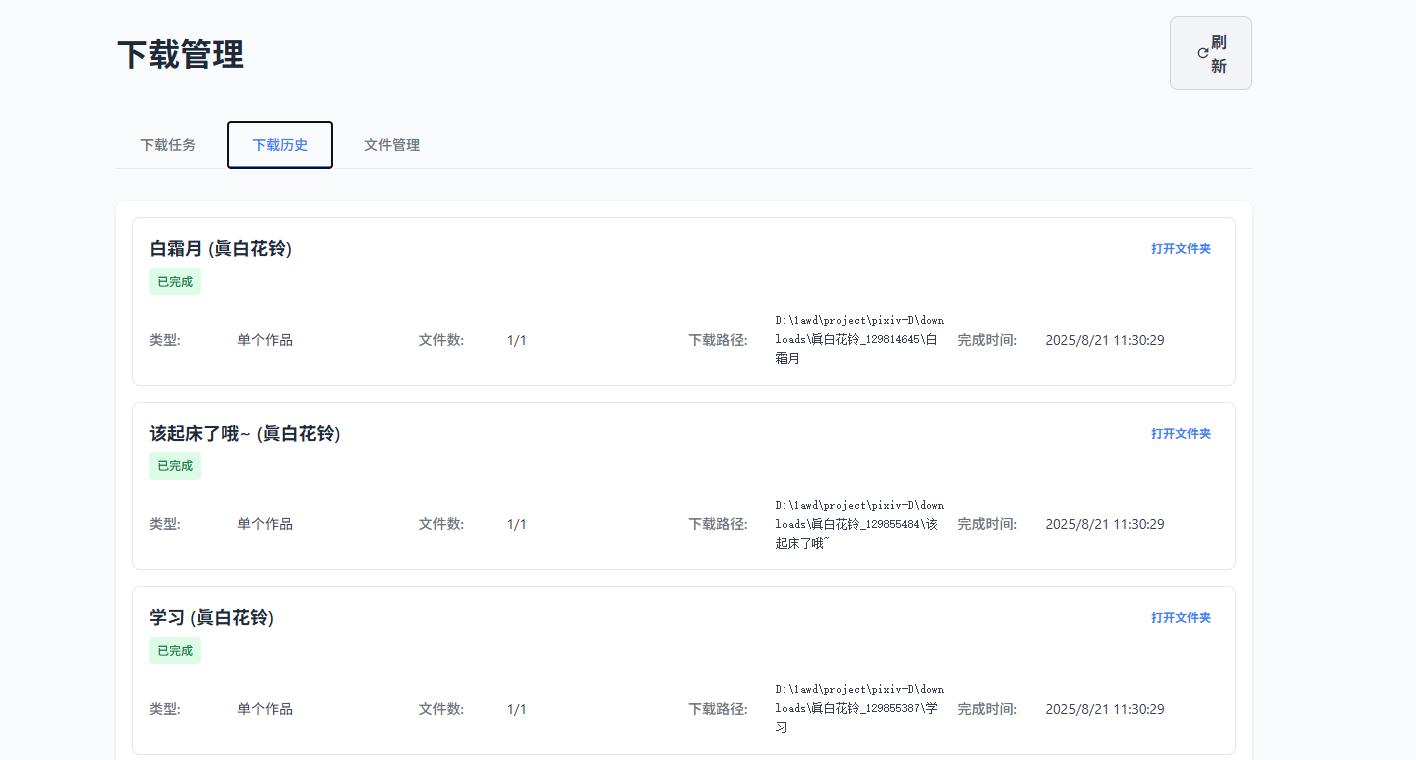 下载管理
刷
新
下载任务
下载历史
文件管理
白霜月 (眞白花铃)
打开文件夹
已完成
类型:
单个作品
文件数:
1/1
下载路径:
D:\1awd\project\pixiv-D\down
loads\眞白花铃_129814645\白
霜月
完成时间:
2025/8/21 11:30:29
该起床了哦~ (眞白花铃)
打开文件夹
已完成
类型:
单个作品
文件数:
1/1
下载路径:
D:\1awd\project\pixiv-D\down
loads\眞白花铃_129855484\该
起床了哦~
完成时间:
2025/8/21 11:30:29
学习 (眞白花铃)
打开文件夹
已完成
类型:
单个作品
文件数:
1/1
下载路径:
D:\1awd\project\pixiv-D\down
loads\眞白花铃_129855387\学
习
完成时间:
2025/8/21 11:30:29